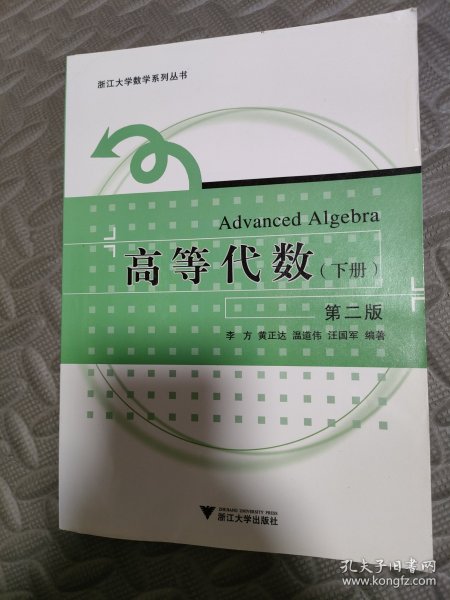 浙江大学数学系列丛书
Advanced Algebra
高等代数(下册)
第二版
李 方 黄正达 温道伟 汪国军 编著
ZHEJIANG UNIVERSITY PRESS
浙江大学出版社
孔夫子旧书网
www.kongfz.com